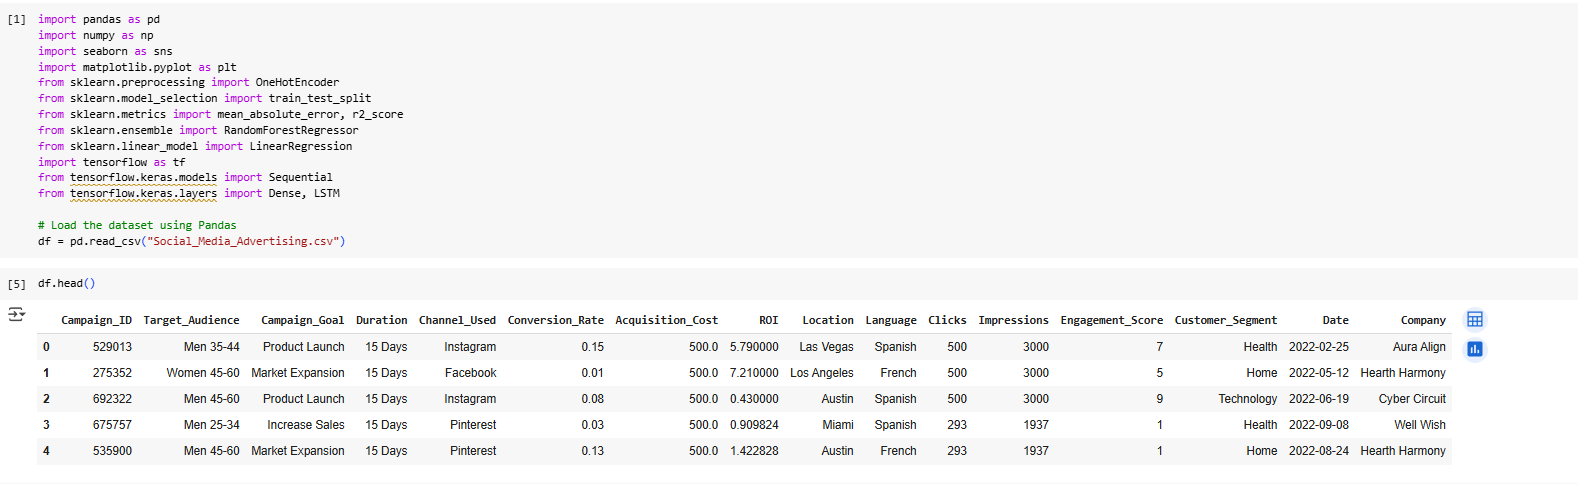 [1] import pandas as pd
import numpy as np
import seaborn as sns
import matplotlib.pyplot as plt
from sklearn.preprocessing import OneHotEncoder
from sklearn.model_selection import train_test_split
from sklearn.metrics import mean_absolute_error, r2_score
from sklearn.ensemble import RandomForestRegressor
from sklearn.linear_model import LinearRegression
import tensorflow as tf
from tensorflow.keras.models import Sequential
from tensorflow.keras.layers import Dense, LSTM
# Load the dataset using Pandas
df = pd.read_csv("Social_Media_Advertising.csv")
[5] df.head()
Campaign_ID Target_Audience Campaign_Goal Duration Channel_Used Conversion_Rate Acquisition_Cost ROI Location Language Clicks Impressions Engagement_Score Customer_Segment Date Company
0 529013 Men 35-44 Product Launch 15 Days Instagram 0.15 500.0 5.790000 Las Vegas Spanish 500 3000 7 Health 2022-02-25 Aura Align
1 275352 Women 45-60 Market Expansion 15 Days Facebook 0.01 500.0 7.210000 Los Angeles French 500 3000 5 Home 2022-05-12 Hearth Harmony
2 692322 Men 45-60 Product Launch 15 Days Instagram 0.08 500.0 0.430000 Austin Spanish 500 3000 9 Technology 2022-06-19 Cyber Circuit
3 675757 Men 25-34 Increase Sales 15 Days Pinterest 0.03 500.0 0.909824 Miami Spanish 293 1937 1 Health 2022-09-08 Well Wish
4 535900 Men 45-60 Market Expansion 15 Days Pinterest 0.13 500.0 1.422828 Austin French 293 1937 1 Home 2022-08-24 Hearth Harmony